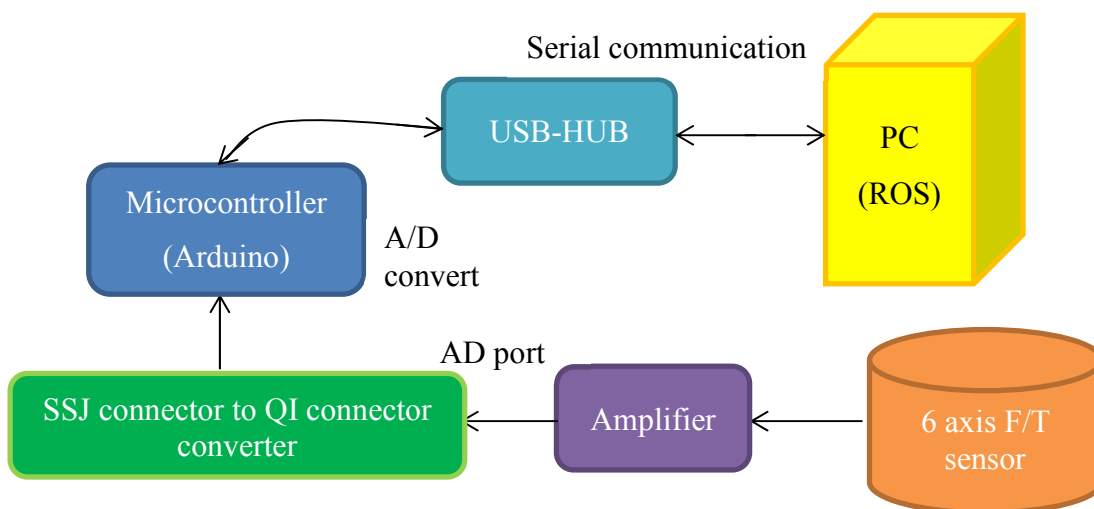 Serial communication
USB-HUB
PC
(ROS)
Microcontroller
(Arduino)
A/D
convert
AD port
SSJ connector to QI connector
converter
Amplifier
6 axis F/T
sensor